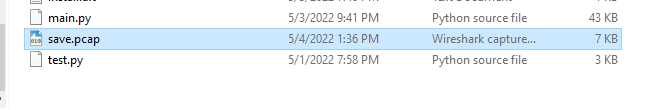 main.py 5/3/2022 9:41 PM Python source file 43 KB
save.pcap 5/4/2022 1:36 PM Wireshark capture... 7 KB
test.py 5/1/2022 7:58 PM Python source file 3 KB